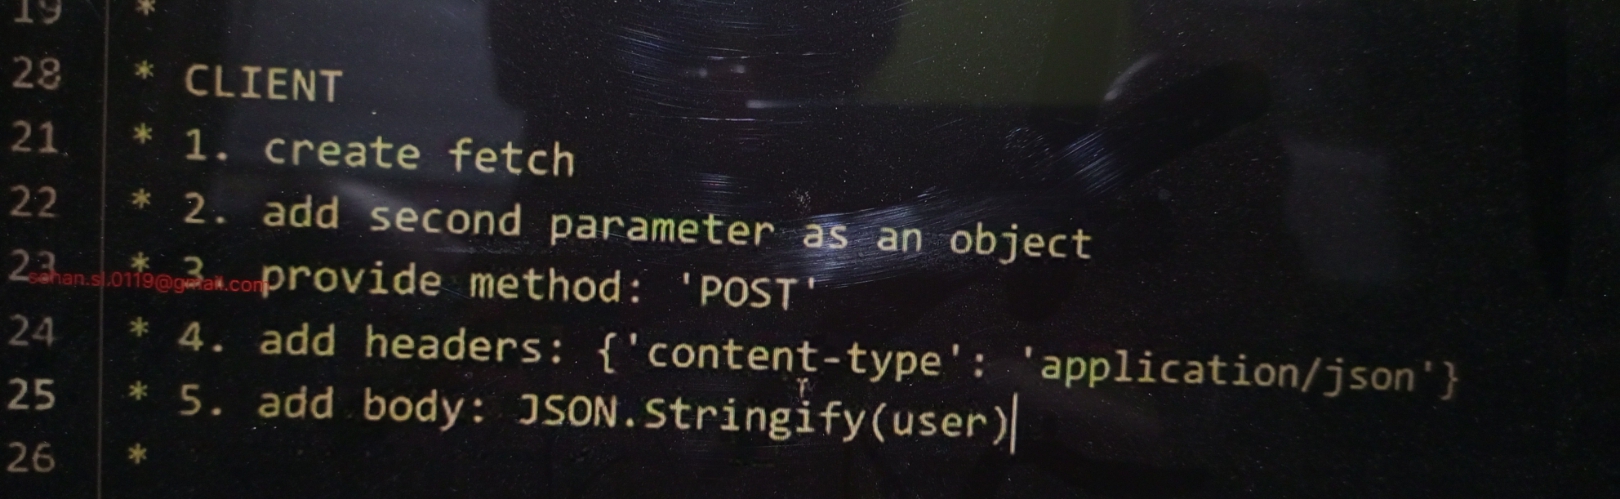 19 *
28 * CLIENT
21 * 1. create fetch
22 * 2. add second parameter as an object
23 * 3. provide method: 'POST'
sohan.sl.0119@gmail.com
24 * 4. add headers: {'content-type': 'application/json'}
25 * 5. add body: JSON.Stringify(user)
26 *